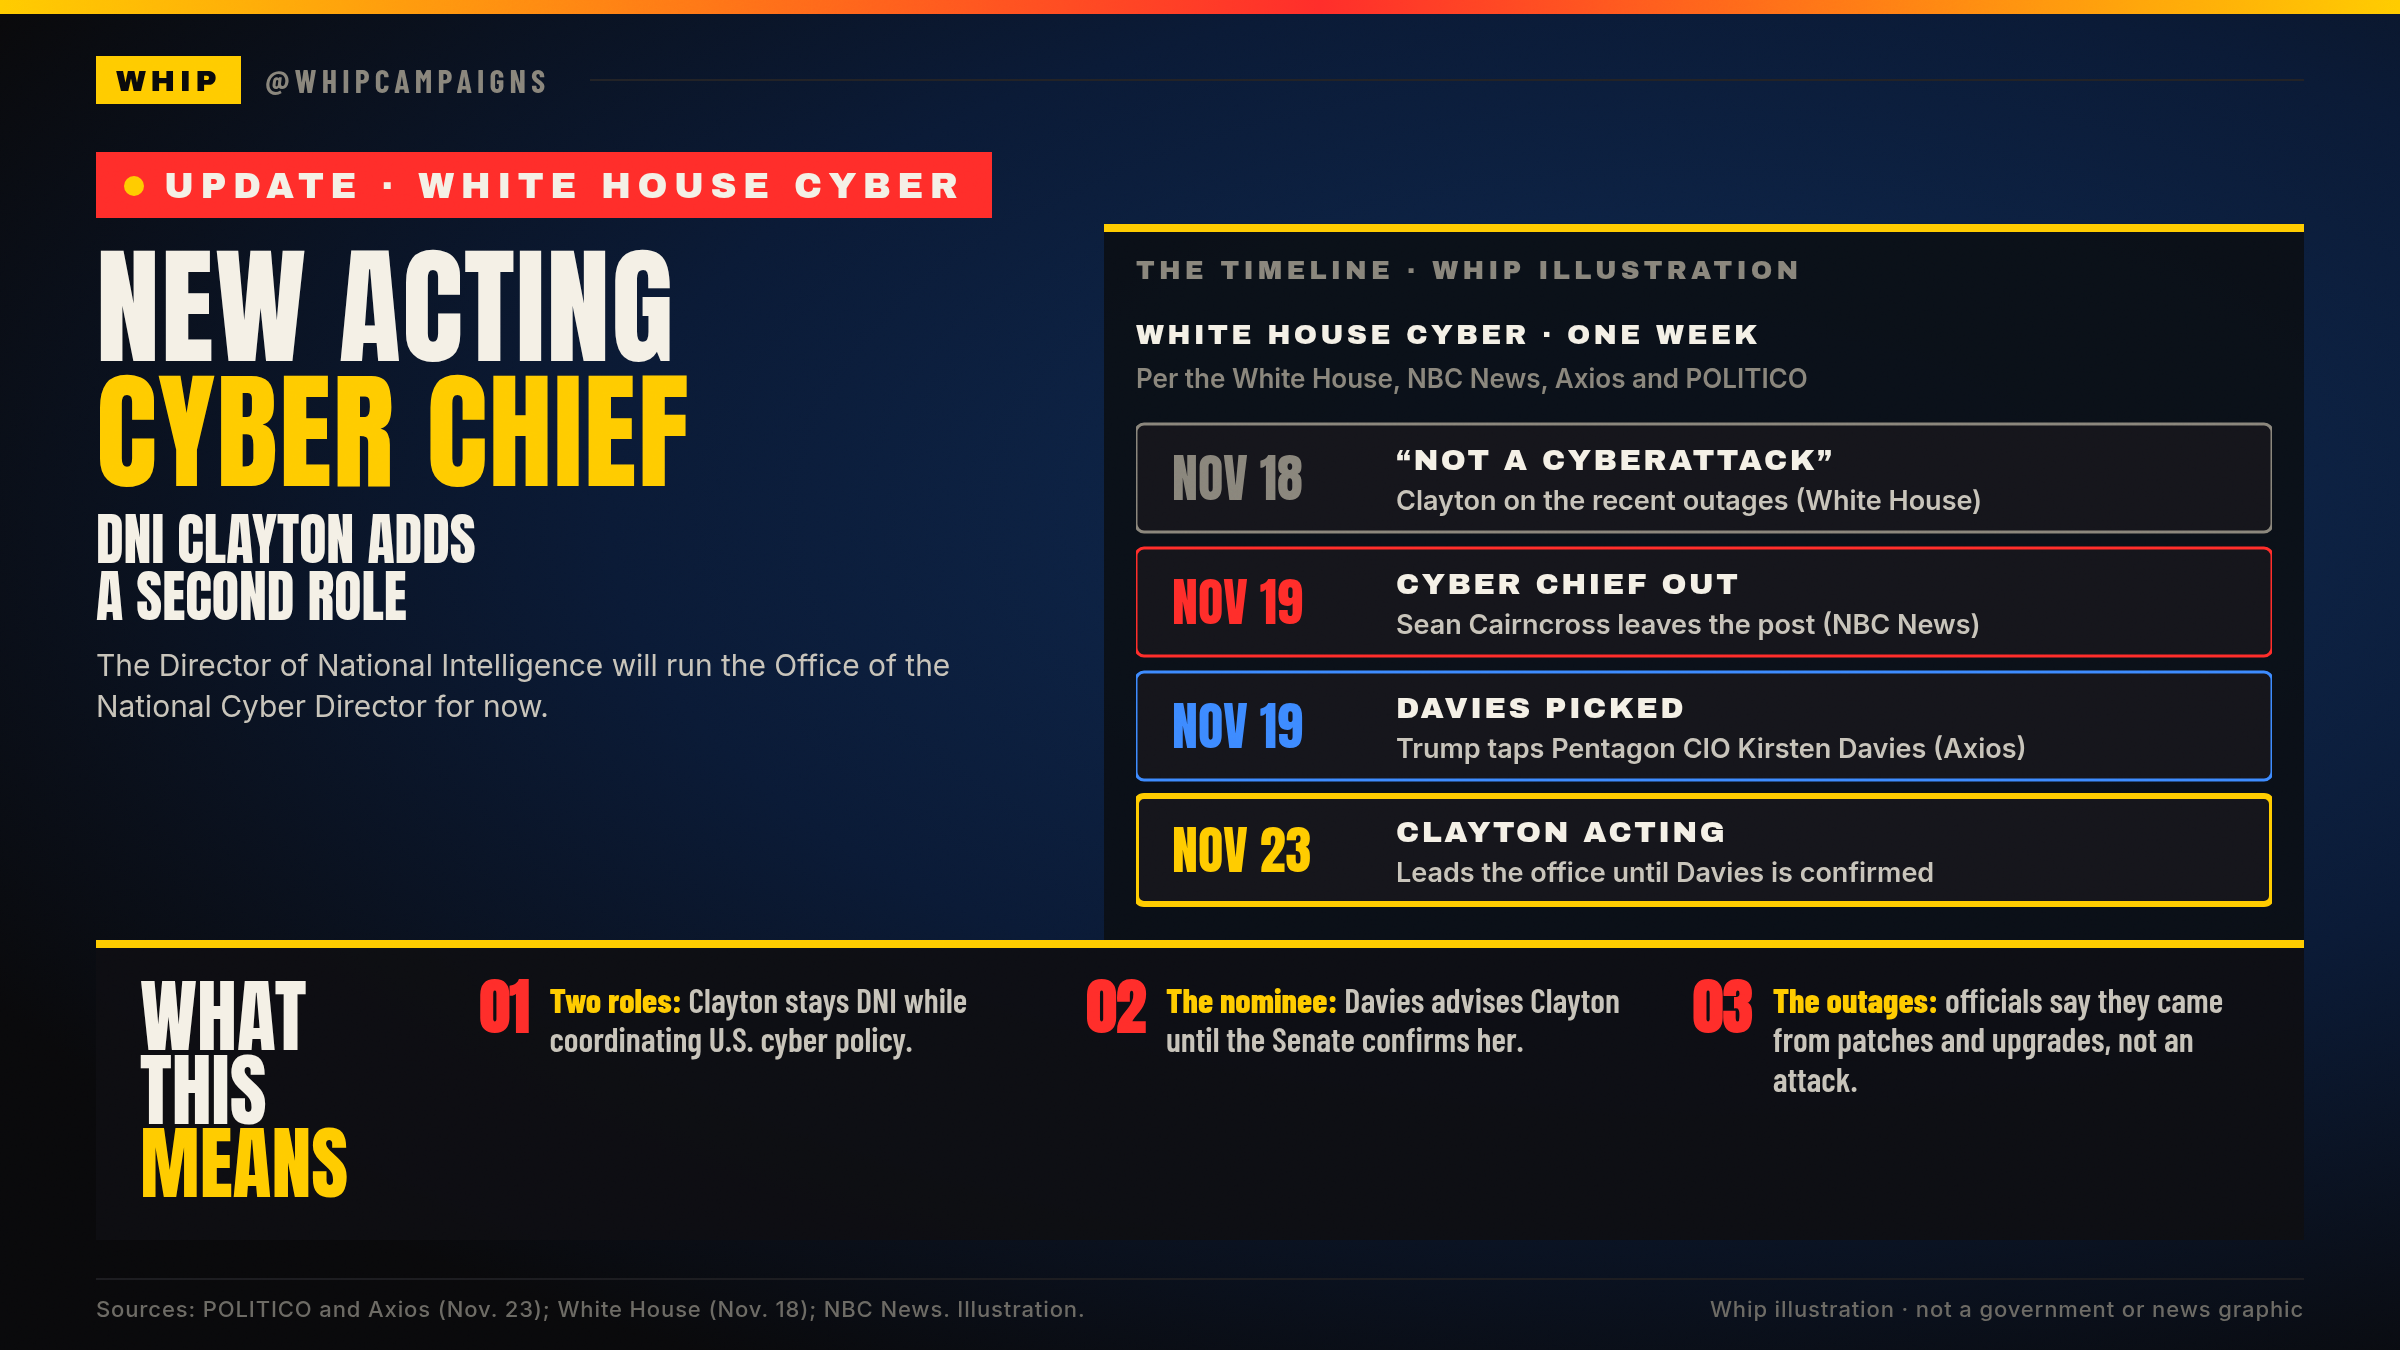 WHIP @WHIPCAMPAIGNS
UPDATE · WHITE HOUSE CYBER
NEW ACTING
CYBER CHIEF
DNI CLAYTON ADDS
A SECOND ROLE
The Director of National Intelligence will run the Office of the
National Cyber Director for now.
THE TIMELINE · WHIP ILLUSTRATION
WHITE HOUSE CYBER · ONE WEEK
Per the White House, NBC News, Axios and POLITICO
NOV 18
“NOT A CYBERATTACK”
Clayton on the recent outages (White House)
NOV 19
CYBER CHIEF OUT
Sean Cairncross leaves the post (NBC News)
NOV 19
DAVIES PICKED
Trump taps Pentagon CIO Kirsten Davies (Axios)
NOV 23
CLAYTON ACTING
Leads the office until Davies is confirmed
WHAT
THIS
MEANS
01 Two roles: Clayton stays DNI while
coordinating U.S. cyber policy.
02 The nominee: Davies advises Clayton
until the Senate confirms her.
03 The outages: officials say they came
from patches and upgrades, not an
attack.
Sources: POLITICO and Axios (Nov. 23); White House (Nov. 18); NBC News. Illustration.
Whip illustration · not a government or news graphic